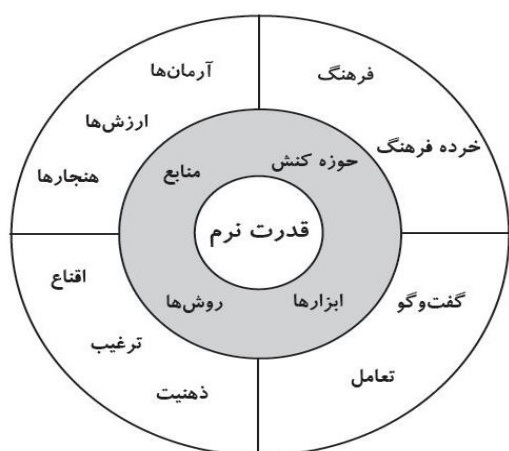 فرهنگ
خرده فرهنگ
آرمان‌ها
ارزش‌ها
هنجارها
حوزه کنش
منابع
قدرت نرم
ابزارها
روش‌ها
گفت‌وگو
تعامل
اقناع
ترغیب
ذهنیت